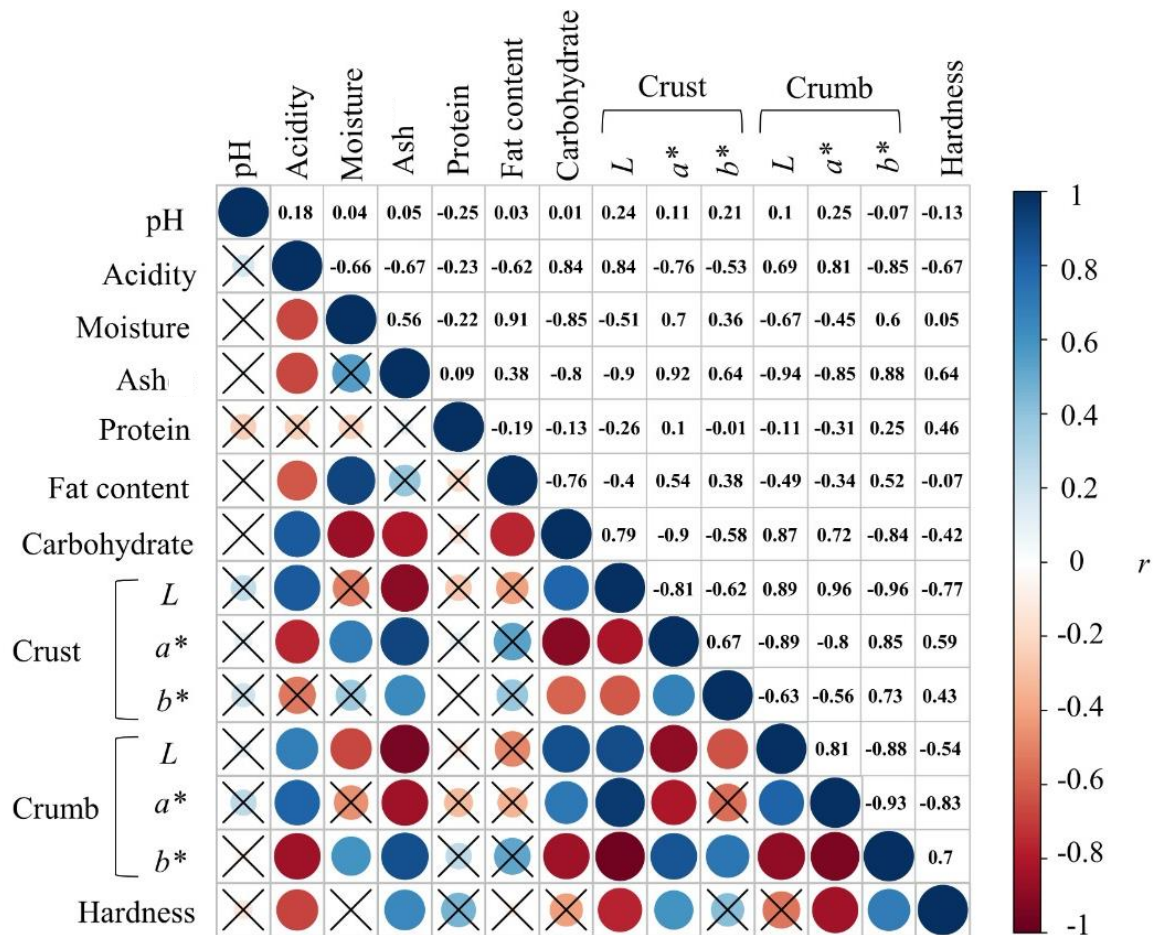 Crust Crumb
pH Acidity Moisture Ash Protein Fat content Carbohydrate L a* b* L a* b* Hardness
pH 0.18 0.04 0.05 -0.25 0.03 0.01 0.24 0.11 0.21 0.1 0.25 -0.07 -0.13
Acidity -0.66 -0.67 -0.23 -0.62 0.84 0.84 -0.76 -0.53 0.69 0.81 -0.85 -0.67
Moisture 0.56 -0.22 0.91 -0.85 -0.51 0.7 0.36 -0.67 -0.45 0.6 0.05
Ash 0.09 0.38 -0.8 -0.9 0.92 0.64 -0.94 -0.85 0.88 0.64
Protein -0.19 -0.13 -0.26 0.1 -0.01 -0.11 -0.31 0.25 0.46
Fat content -0.76 -0.4 0.54 0.38 -0.49 -0.34 0.52 -0.07
Carbohydrate 0.79 -0.9 -0.58 0.87 0.72 -0.84 -0.42
L -0.81 -0.62 0.89 0.96 -0.96 -0.77
Crust a* 0.67 -0.89 -0.8 0.85 0.59
b* -0.63 -0.56 0.73 0.43
L 0.81 -0.88 -0.54
Crumb a* -0.93 -0.83
b* 0.7
Hardness
1
0.8
0.6
0.4
0.2
0
r
-0.2
-0.4
-0.6
-0.8
-1